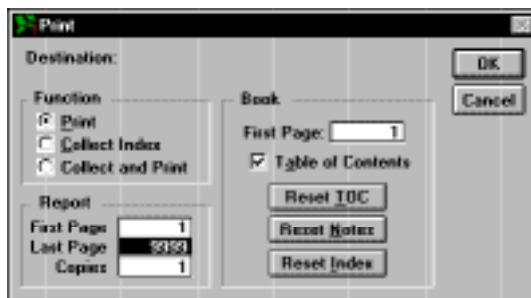 Print
Destination:
Function
Print
Collect Index
Collect and Print
Report
First Page 1
Last Page 9999
Copies 1
Book
First Page: 1
Table of Contents
Reset TOC
Reset Notes
Reset Index
OK
Cancel